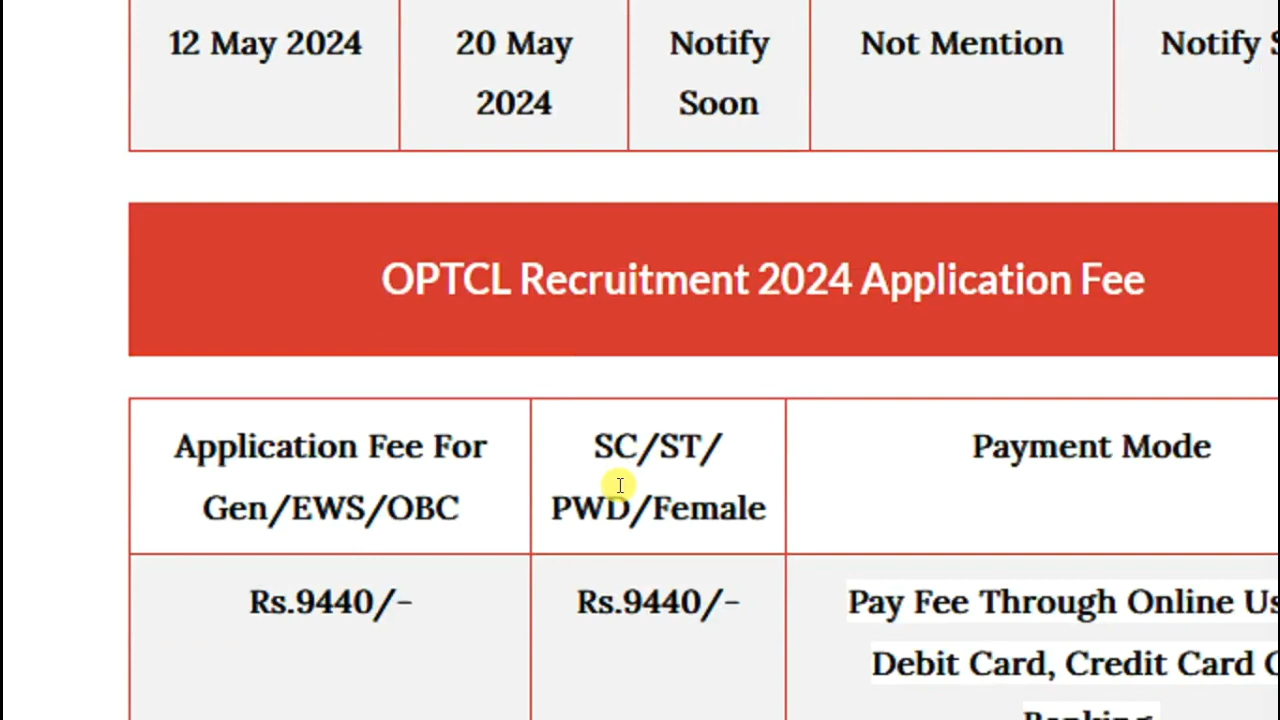 12 May 2024
20 May
2024
Notify
Soon
Not Mention
Notify
OPTCL Recruitment 2024 Application Fee
Application Fee For
Gen/EWS/OBC
SC/ST/
PWD/Female
Payment Mode
Rs.9440/-
Rs.9440/-
Pay Fee Through Online
Debit Card, Credit Card
Banking